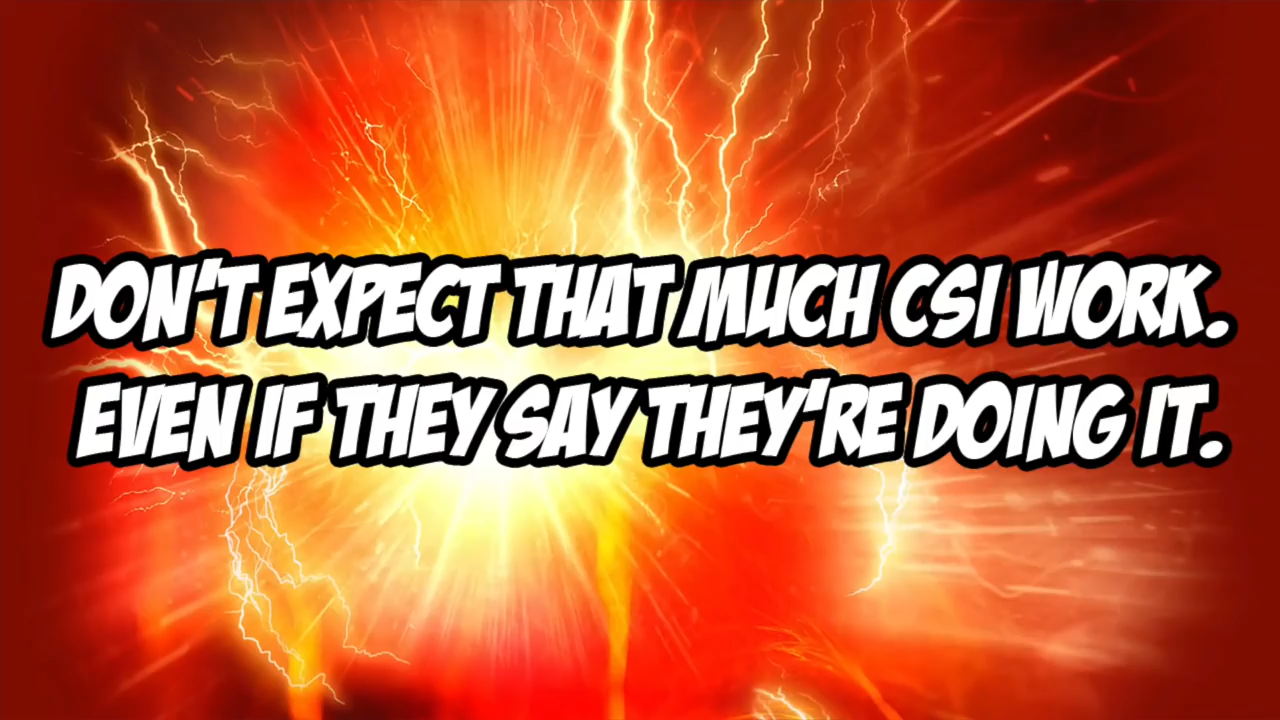 DON'T EXPECT THAT MUCH CSI WORK.
EVEN IF THEY SAY THEY'RE DOING IT.